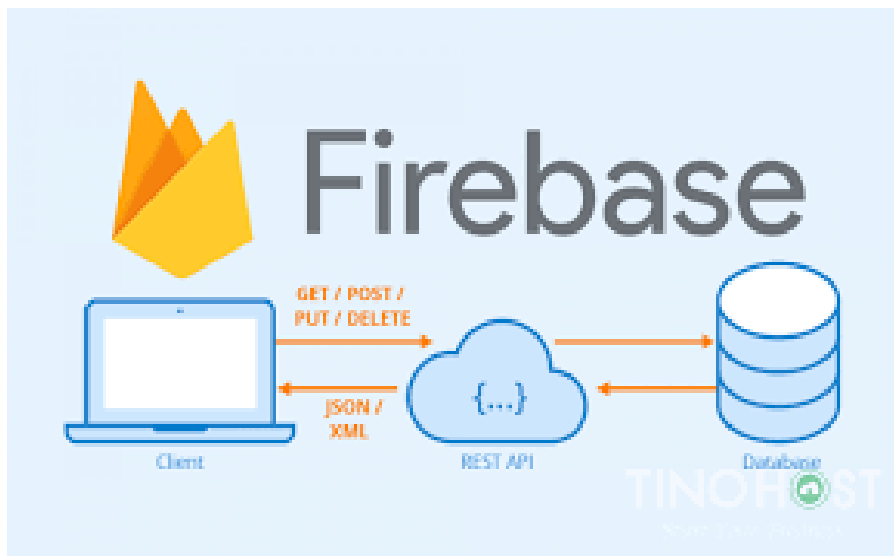 Firebase
GET / POST /
PUT / DELETE
{...}
JSON /
XML
Client
REST API
Database
TINOHOST